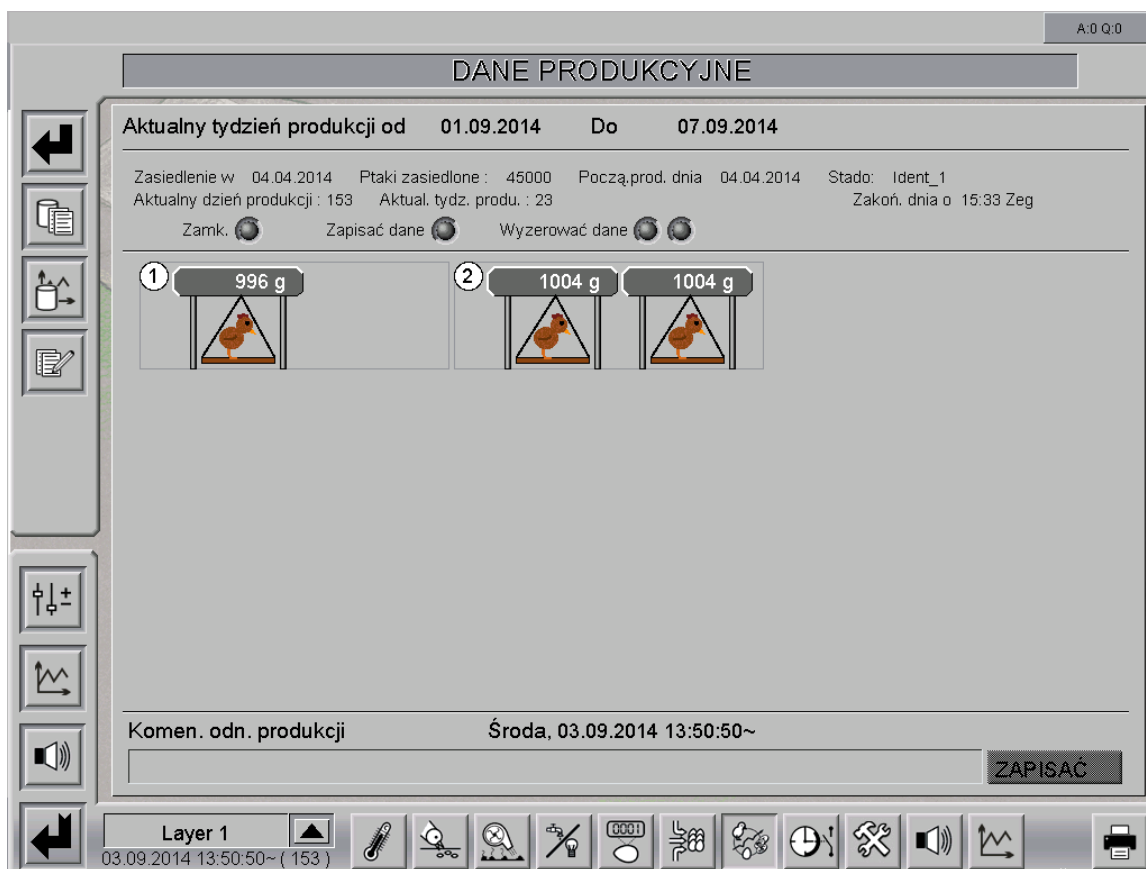 A:0 Q:0
DANE PRODUKCYJNE
Aktualny tydzień produkcji od 01.09.2014 Do 07.09.2014
Zasiedlenie w 04.04.2014 Ptaki zasiedlone : 45000 Począ.prod. dnia 04.04.2014 Stado: Ident_1
Aktualny dzień produkcji : 153 Aktual. tydz. produ. : 23 Zakoń. dnia o 15:33 Zeg
Zamk. Zapisać dane Wyzerować dane
1 996 g 2 1004 g 1004 g
Komen. odn. produkcji Środa, 03.09.2014 13:50:50~
ZAPISAĆ
Layer 1
03.09.2014 13:50:50~ ( 153 )
0001